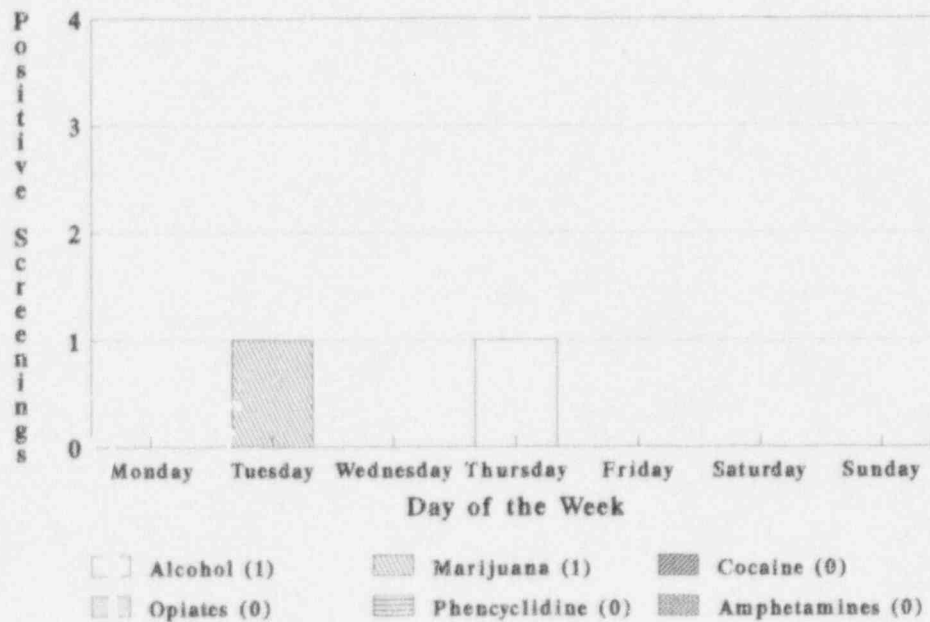 Positive Screenings
4
3
2
1
0
Monday Tuesday Wednesday Thursday Friday Saturday Sunday
Day of the Week
Alcohol (1) Marijuana (1) Cocaine (0)
Opiates (0) Phencyclidine (0) Amphetamines (0)